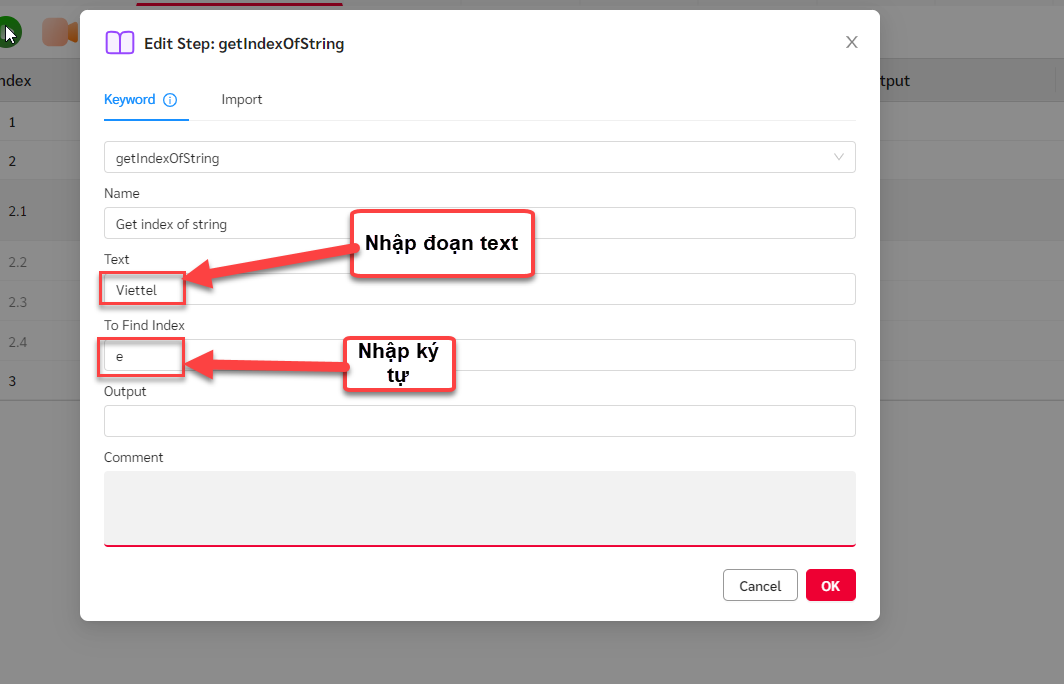 Edit Step: getIndexOfString
Keyword
Import
ndex
tput
getIndexOfString
1
2
Name
2.1
Get index of string
Nhập đoạn text
Text
2.2
Viettel
2.3
To Find Index
2.4
e
Nhập ký
tự
3
Output
Comment
Cancel
OK